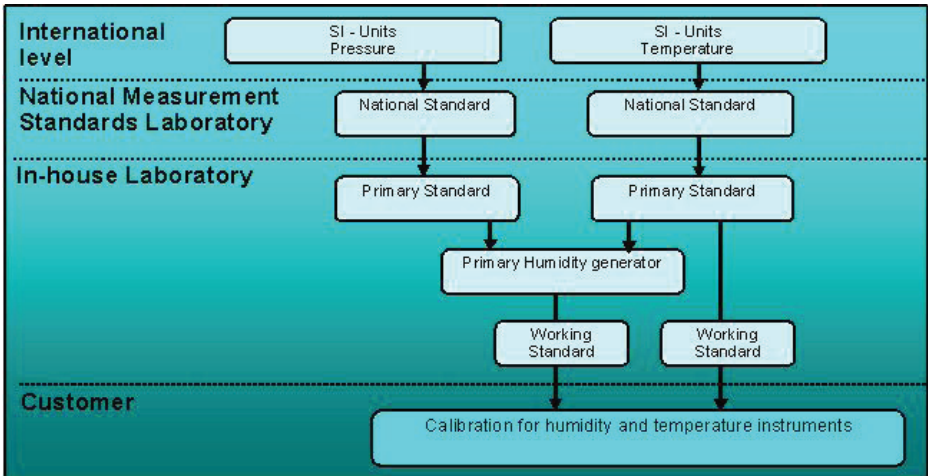 International
level
SI - Units
Pressure
SI - Units
Temperature
National Measurement
Standards Laboratory
National Standard
National Standard
In-house Laboratory
Primary Standard
Primary Standard
Primary Humidity generator
Working
Standard
Working
Standard
Customer
Calibration for humidity and temperature instruments